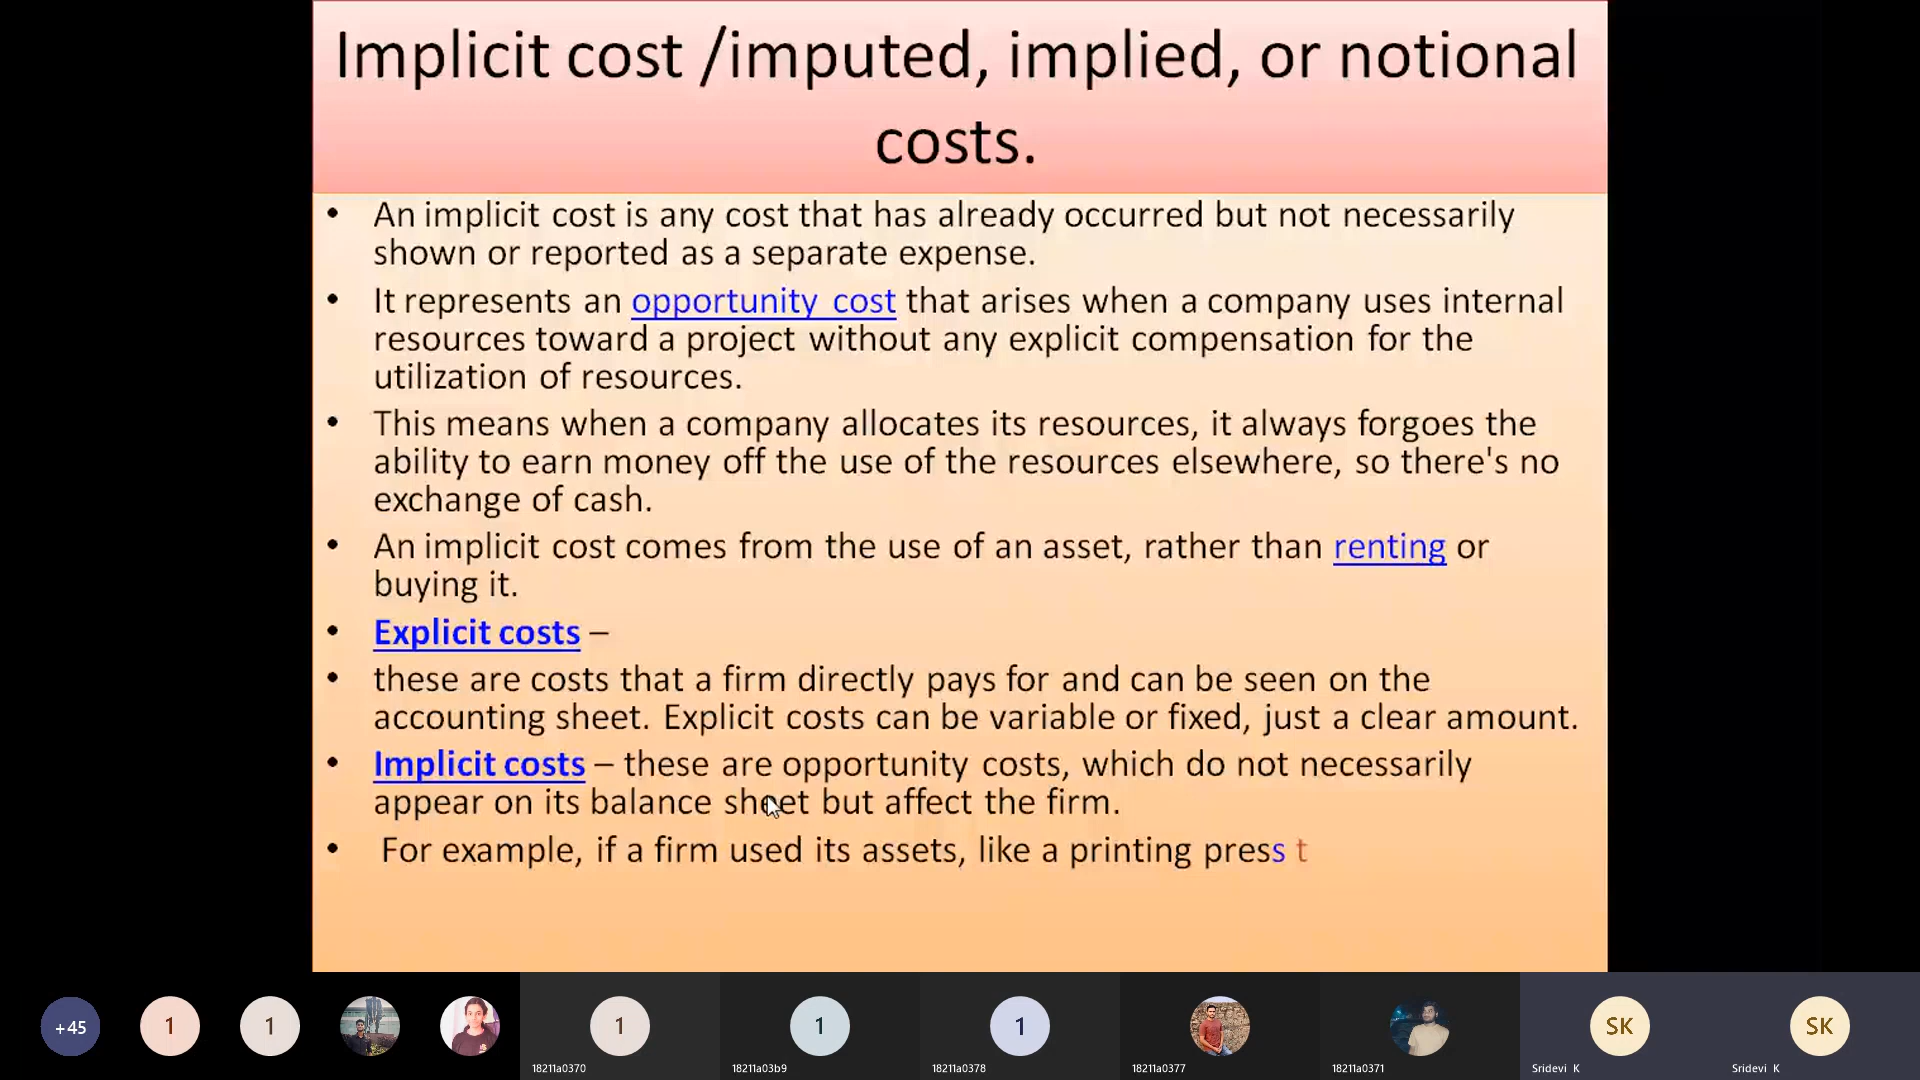 Implicit cost /imputed, implied, or notional
costs.
• An implicit cost is any cost that has already occurred but not necessarily
shown or reported as a separate expense.
• It represents an opportunity cost that arises when a company uses internal
resources toward a project without any explicit compensation for the
utilization of resources.
• This means when a company allocates its resources, it always forgoes the
ability to earn money off the use of the resources elsewhere, so there's no
exchange of cash.
• An implicit cost comes from the use of an asset, rather than renting or
buying it.
• Explicit costs –
• these are costs that a firm directly pays for and can be seen on the
accounting sheet. Explicit costs can be variable or fixed, just a clear amount.
• Implicit costs – these are opportunity costs, which do not necessarily
appear on its balance sheet but affect the firm.
• For example, if a firm used its assets, like a printing press t
+45 1 1 1 1 1 SK SK
18211a0370 18211a03b9 18211a0378 18211a0377 18211a0371 Sridevi K Sridevi K